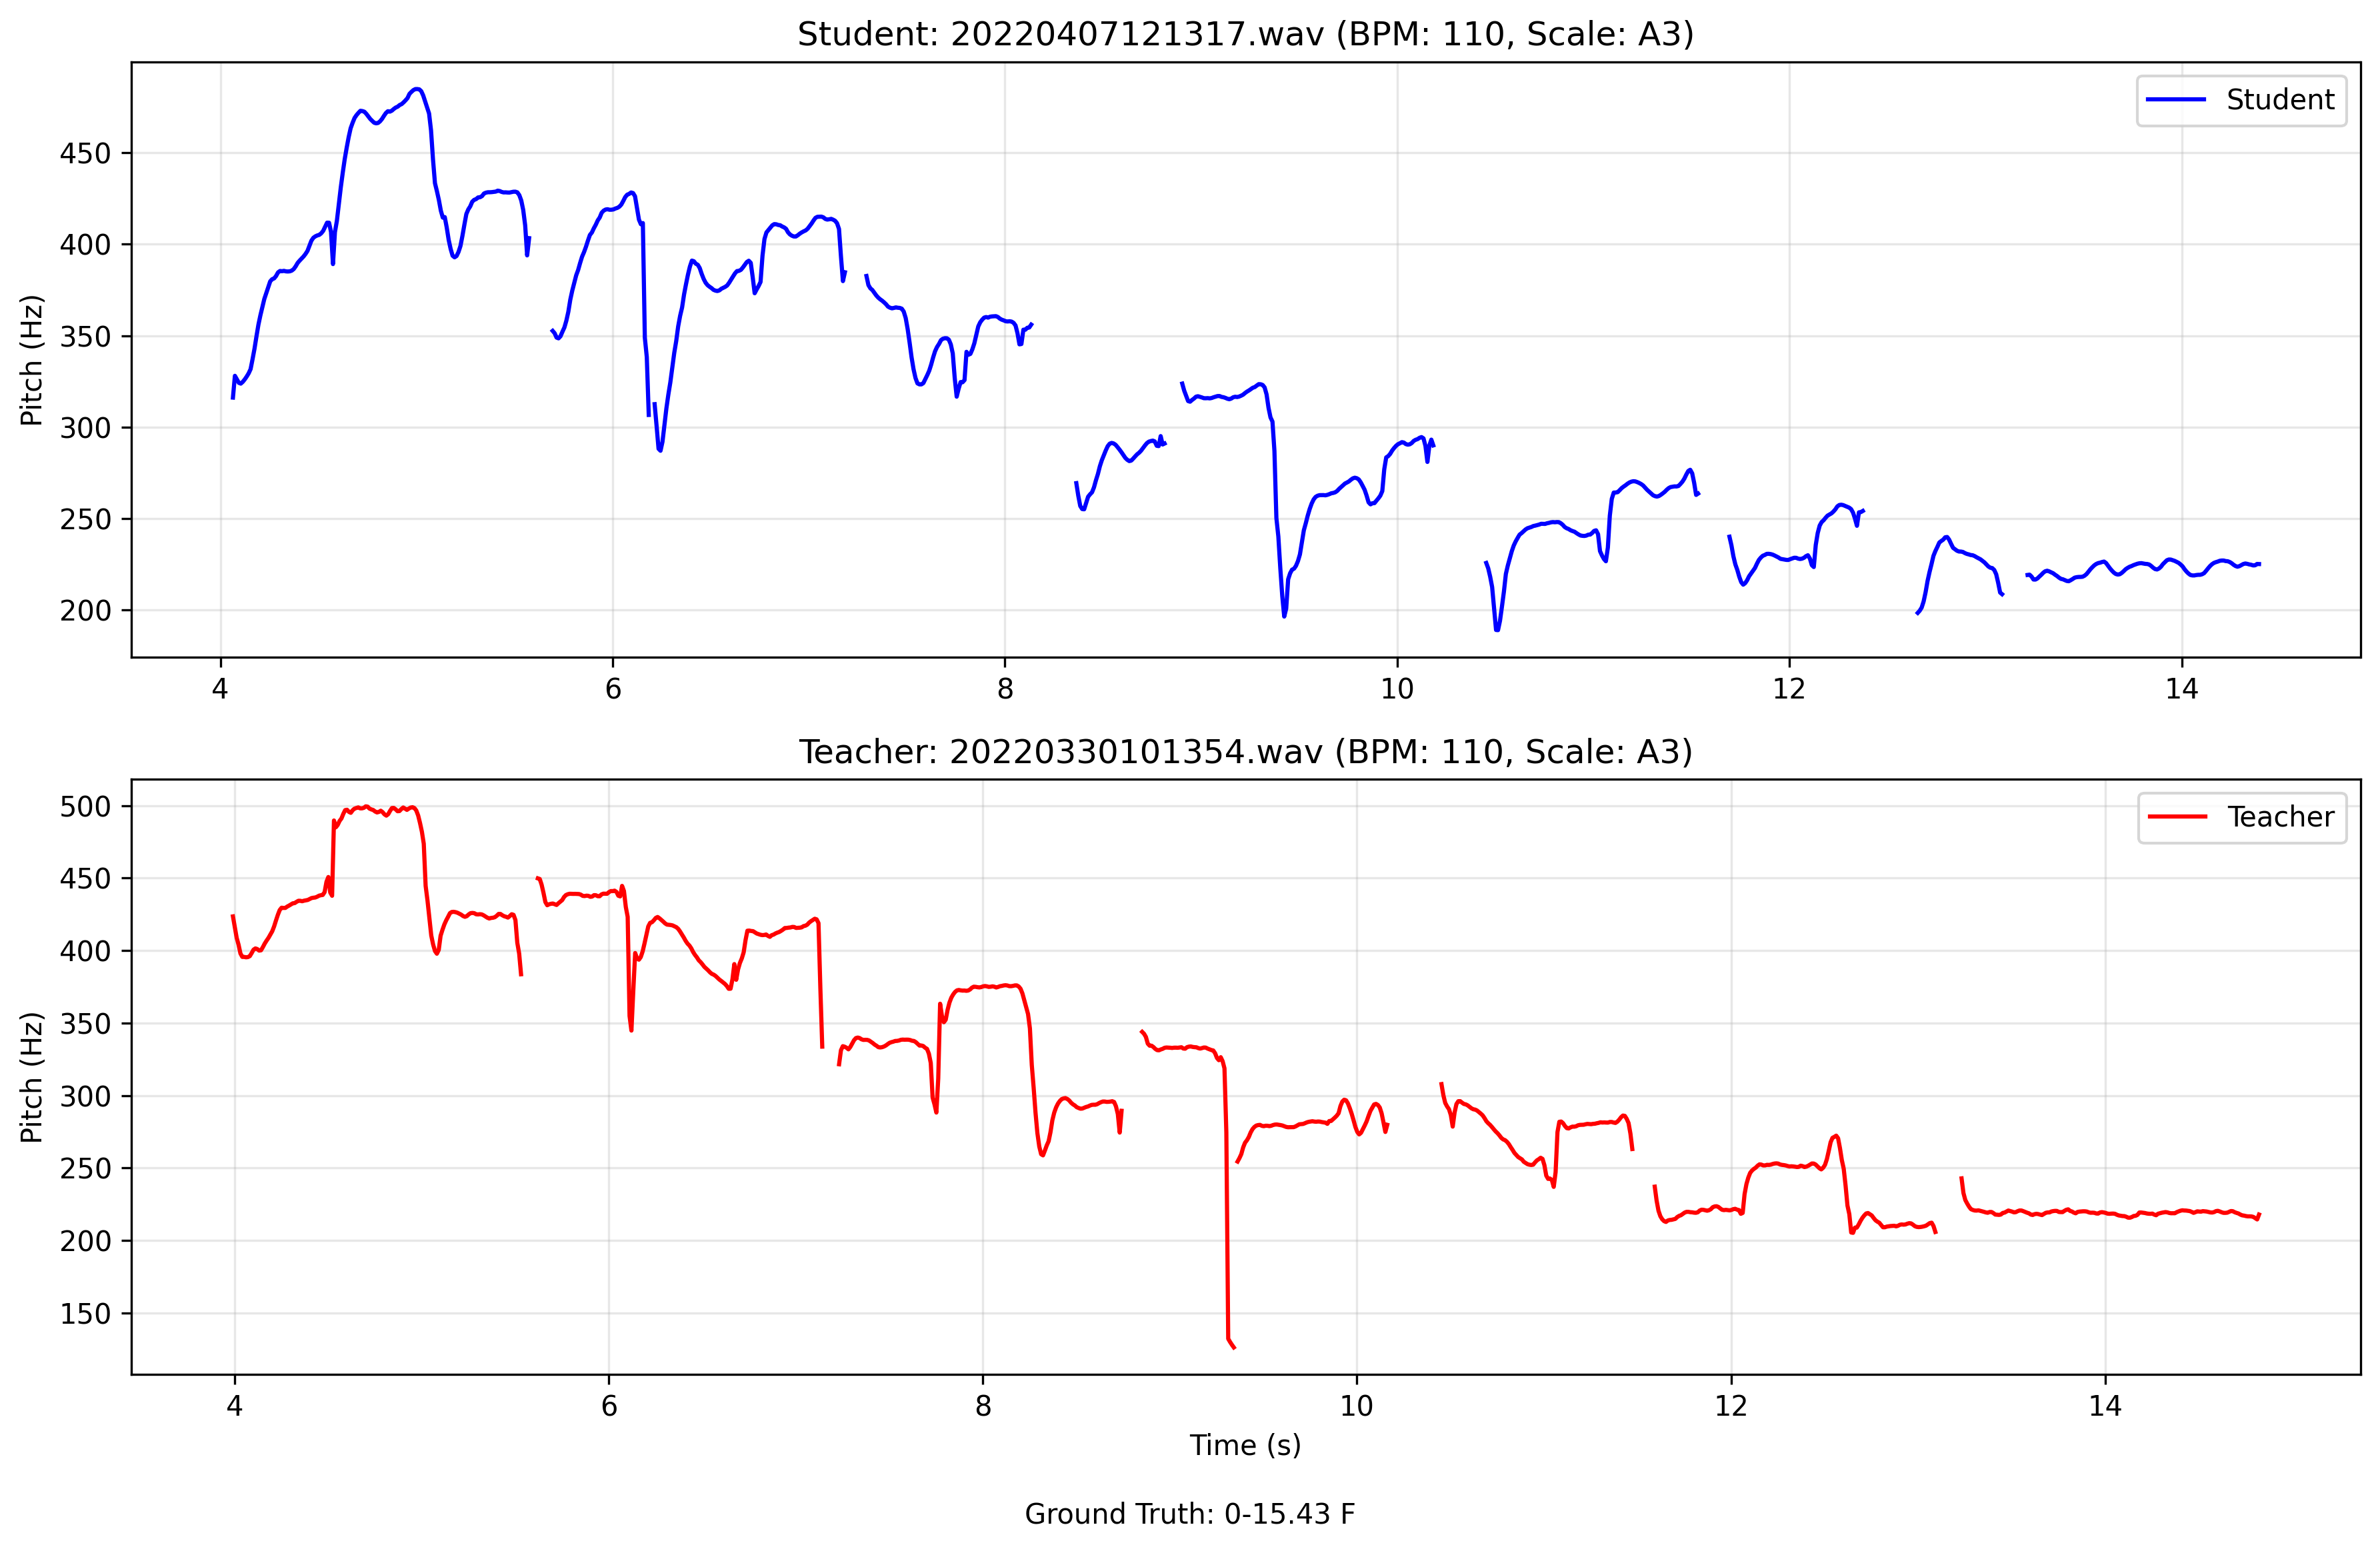 Student: 20220407121317.wav (BPM: 110, Scale: A3)
Student
Pitch (Hz)
450
400
350
300
250
200
4 6 8 10 12 14
Teacher: 20220330101354.wav (BPM: 110, Scale: A3)
Teacher
Pitch (Hz)
500
450
400
350
300
250
200
150
4 6 8 10 12 14
Time (s)
Ground Truth: 0-15.43 F